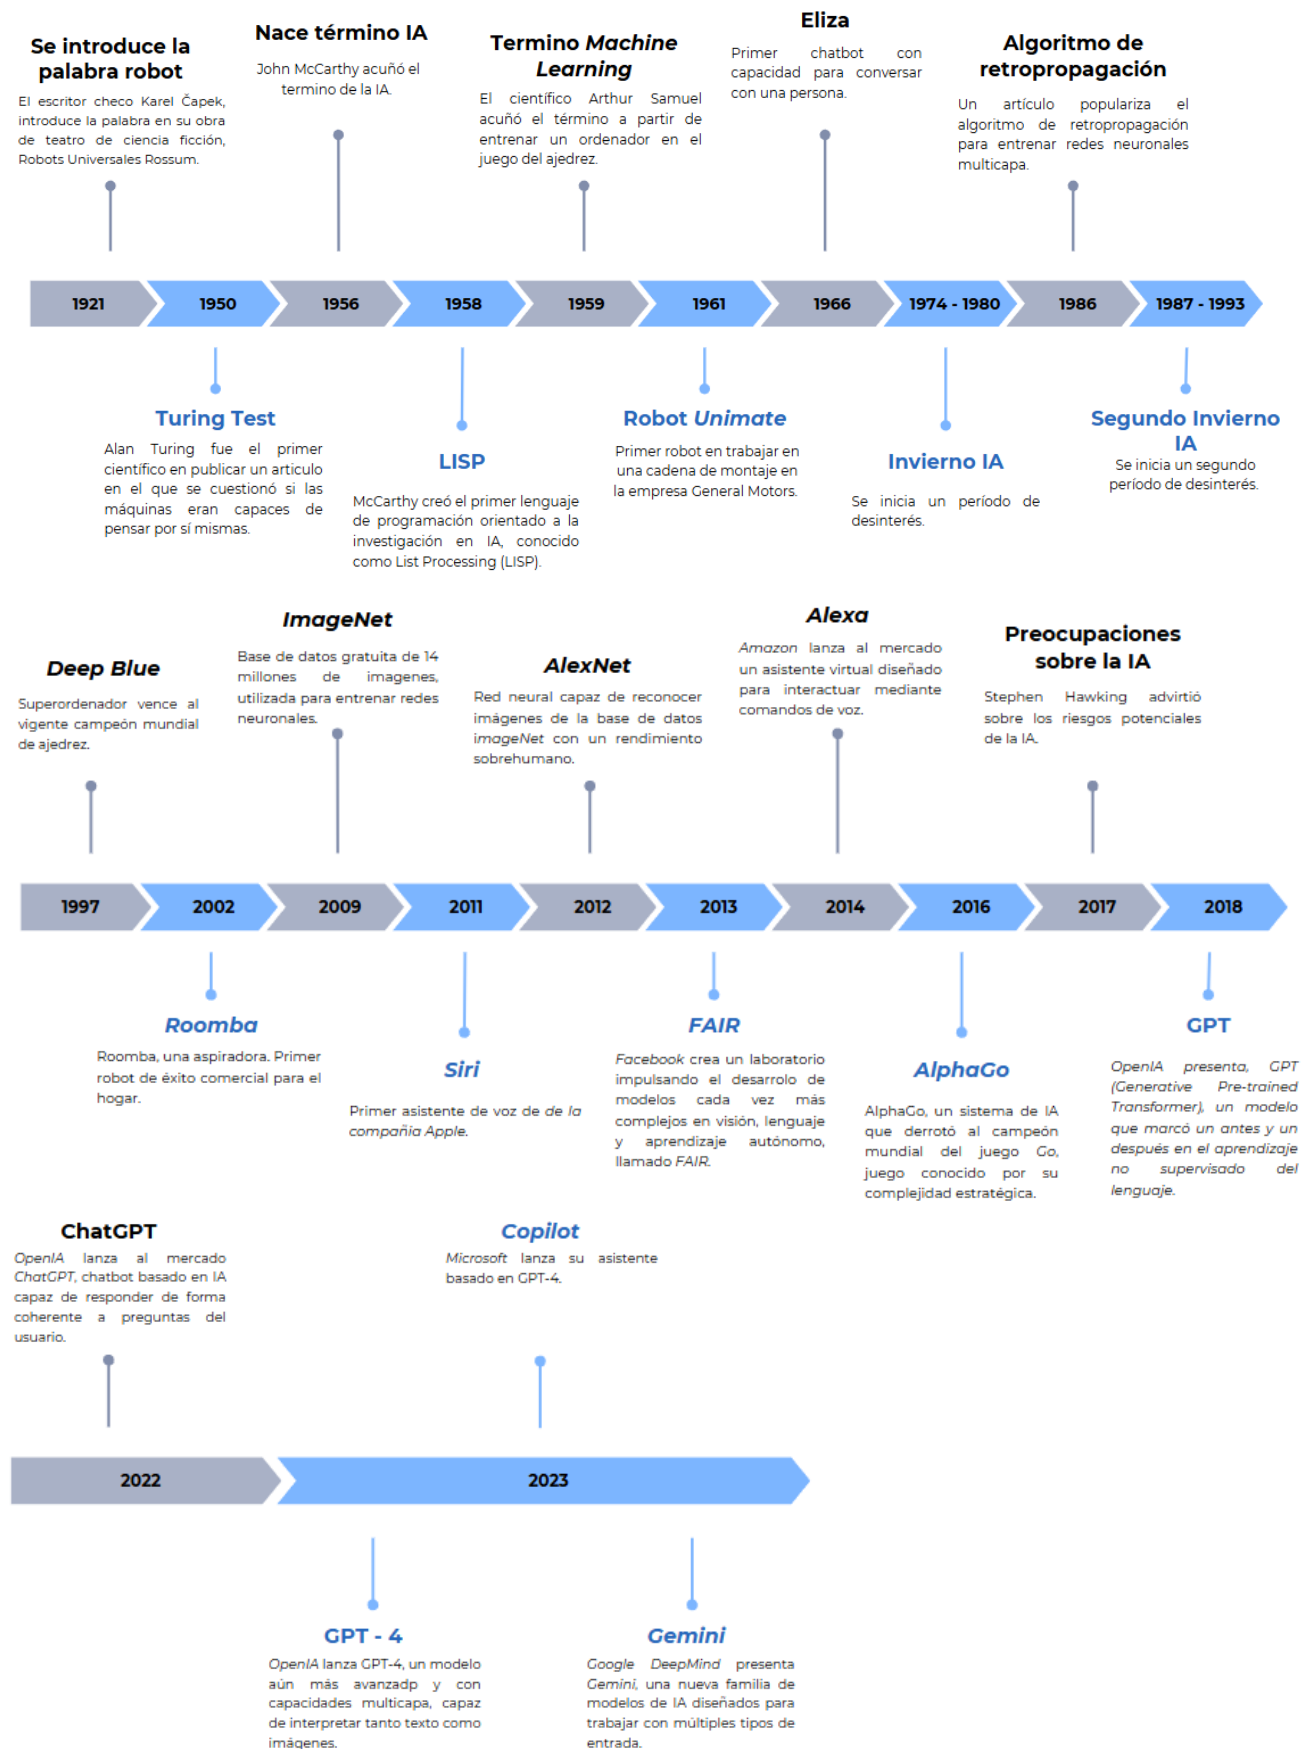 Se introduce la
palabra robot
El escritor checo Karel Čapek,
introduce la palabra en su obra
de teatro de ciencia ficción,
Robots Universales Rossum.
Nace término IA
John McCarthy acuñó el
termino de la IA.
Termino Machine
Learning
El científico Arthur Samuel
acuñó el término a partir de
entrenar un ordenador en el
juego del ajedrez.
Eliza
Primer chatbot con
capacidad para conversar
con una persona.
Algoritmo de
retropropagación
Un artículo populariza el
algoritmo de retropropagación
para entrenar redes neuronales
multicapa.
1921
1950
1956
1958
1959
1961
1966
1974 - 1980
1986
1987 - 1993
Turing Test
Alan Turing fue el primer
científico en publicar un articulo
en el que se cuestionó si las
máquinas eran capaces de
pensar por sí mismas.
LISP
McCarthy creó el primer lenguaje
de programación orientado a la
investigación en IA, conocido
como List Processing (LISP).
Robot Unimate
Primer robot en trabajar en
una cadena de montaje en
la empresa General Motors.
Invierno IA
Se inicia un período de
desinterés.
Segundo Invierno
IA
Se inicia un segundo
período de desinterés.
Deep Blue
Superordenador vence al
vigente campeón mundial
de ajedrez.
ImageNet
Base de datos gratuita de 14
millones de imagenes,
utilizada para entrenar redes
neuronales.
AlexNet
Red neural capaz de reconocer
imágenes de la base de datos
imageNet con un rendimiento
sobrehumano.
Alexa
Amazon lanza al mercado
un asistente virtual diseñado
para interactuar mediante
comandos de voz.
Preocupaciones
sobre la IA
Stephen Hawking advirtió
sobre los riesgos potenciales
de la IA.
1997
2002
2009
2011
2012
2013
2014
2016
2017
2018
Roomba
Roomba, una aspiradora. Primer
robot de éxito comercial para el
hogar.
Siri
Primer asistente de voz de de la
compañia Apple.
FAIR
Facebook crea un laboratorio
impulsando el desarrolo de
modelos cada vez más
complejos en visión, lenguaje
y aprendizaje autónomo,
llamado FAIR.
AlphaGo
AlphaGo, un sistema de IA
que derrotó al campeón
mundial del juego Go,
juego conocido por su
complejidad estratégica.
GPT
OpenIA presenta, GPT
(Generative Pre-trained
Transformer), un modelo
que marcó un antes y un
después en el aprendizaje
no supervisado del
lenguaje.
ChatGPT
OpenIA lanza al mercado
ChatGPT, chatbot basado en IA
capaz de responder de forma
coherente a preguntas del
usuario.
Copilot
Microsoft lanza su asistente
basado en GPT-4.
2022
2023
GPT - 4
OpenIA lanza GPT-4, un modelo
aún más avanzadp y con
capacidades multicapa, capaz
de interpretar tanto texto como
imágenes.
Gemini
Google DeepMind presenta
Gemini, una nueva familia de
modelos de IA diseñados para
trabajar con múltiples tipos de
entrada.